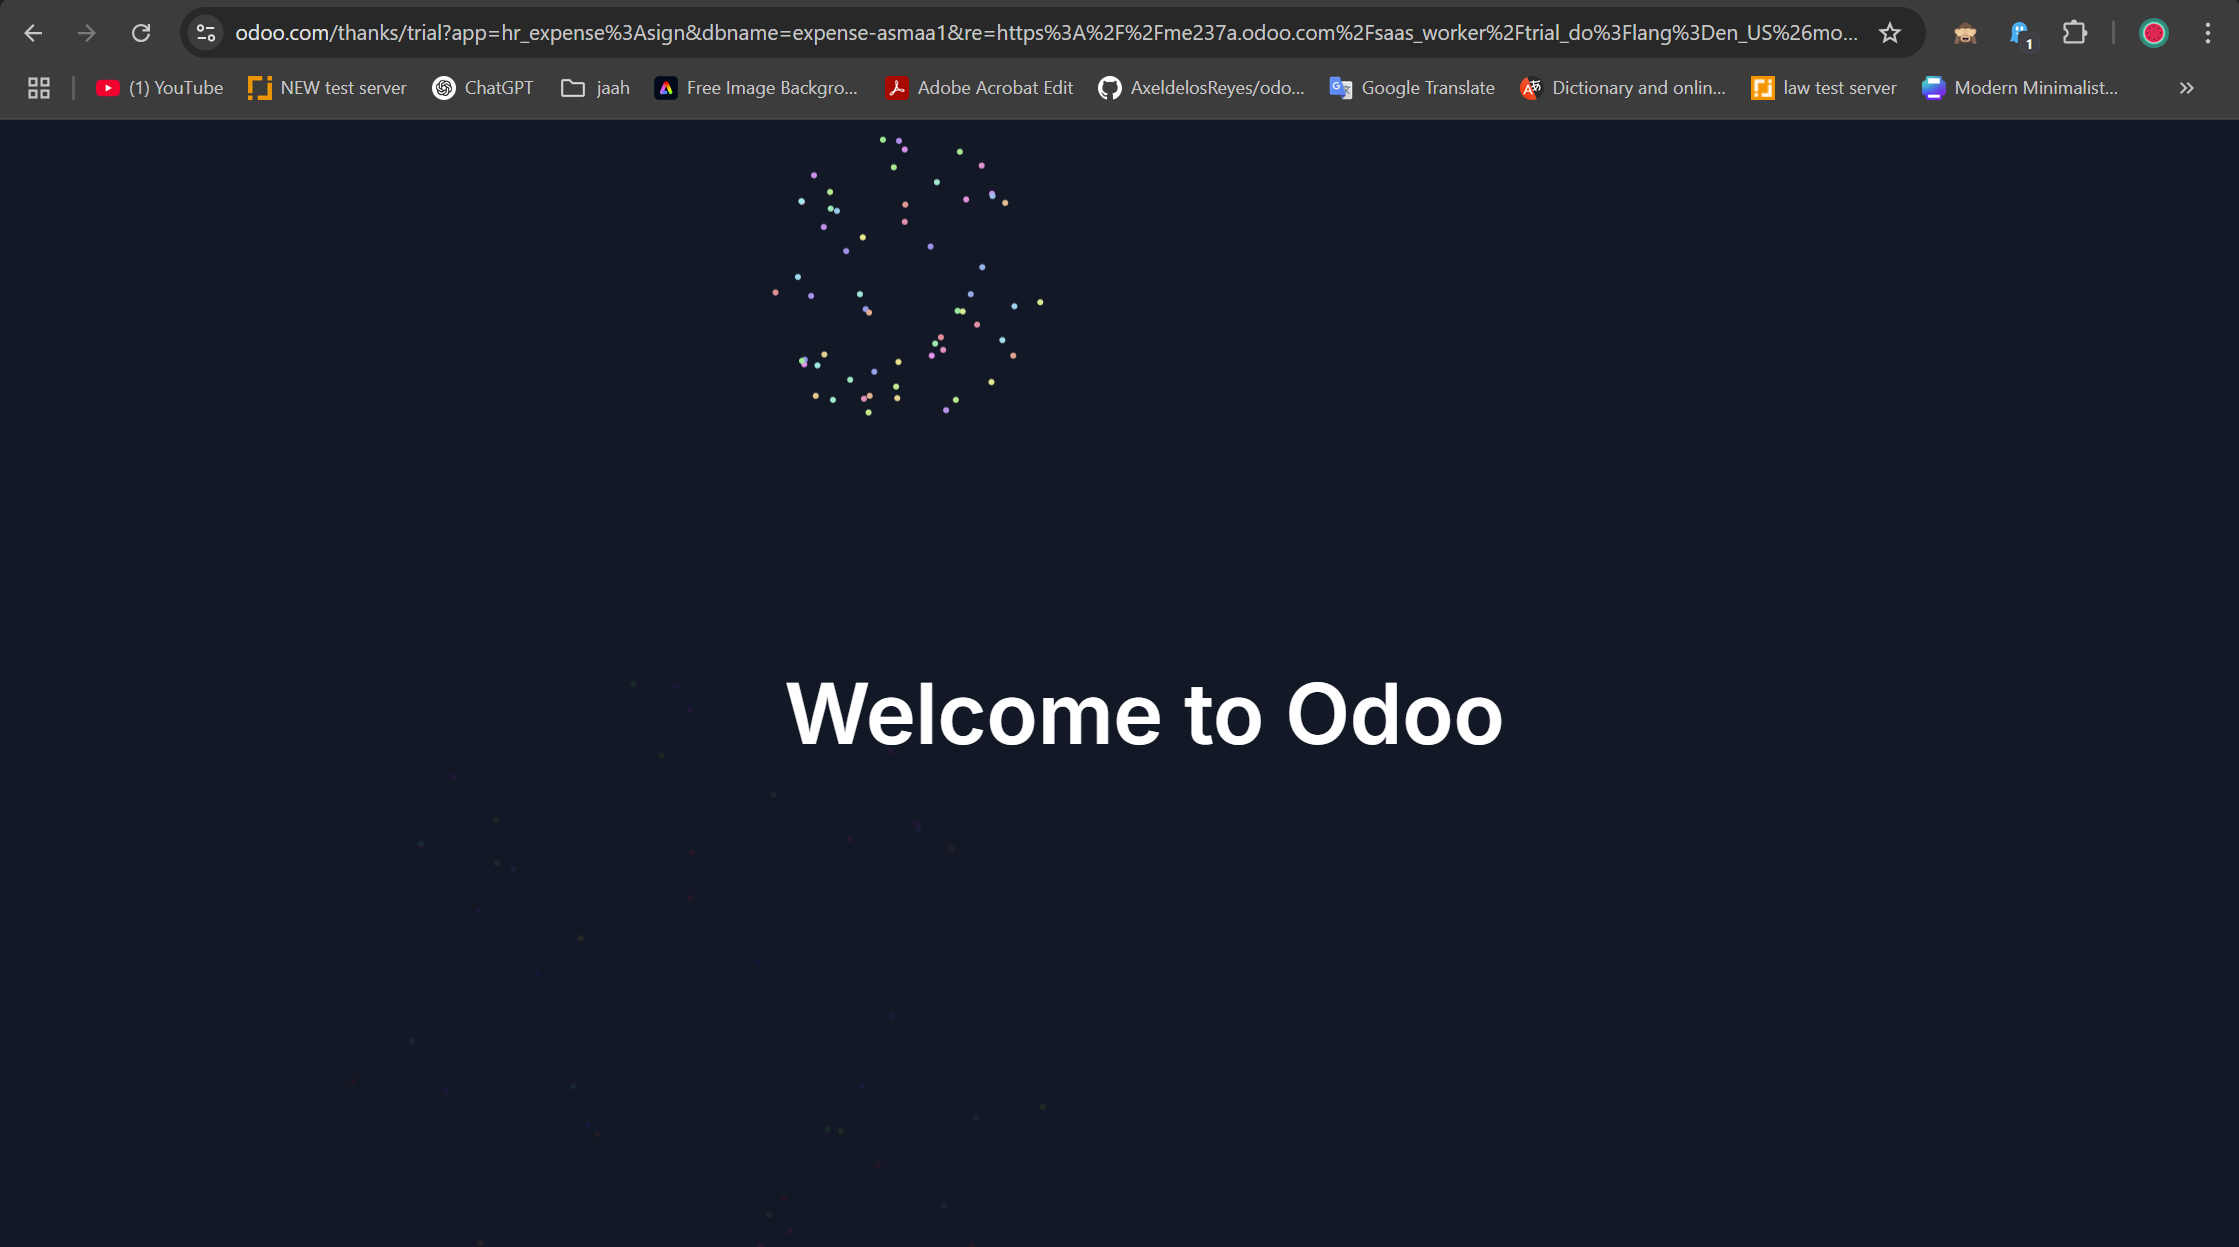 odoo.com/thanks/trial?app=hr_expense%3Asign&dbname=expense-asmaa1&re=https%3A%2F%2Fme237a.odoo.com%2Fsaas_worker%2Ftrial_do%3Flang%3Den_US%26mo...
1
(1) YouTube
NEW test server
ChatGPT
jaah
Free Image Backgro...
Adobe Acrobat Edit
AxeldelosReyes/odo...
Google Translate
Dictionary and onlin...
law test server
Modern Minimalist...
Welcome to Odoo